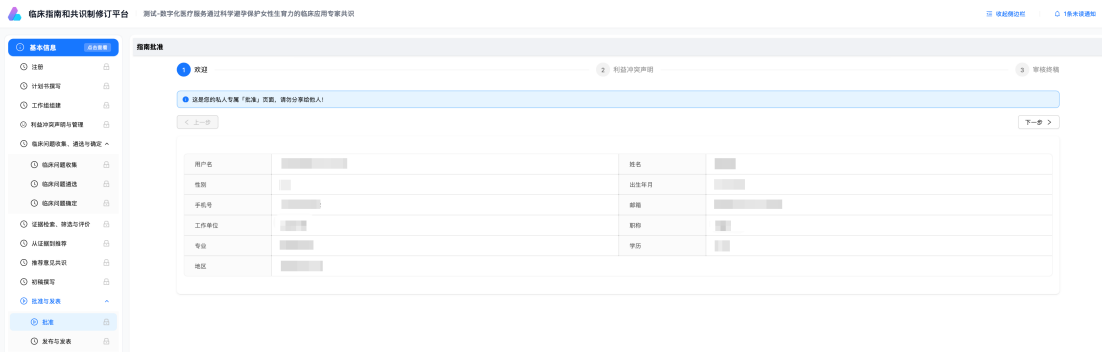 临床指南和共识制修订平台
测试-数字化医疗服务通过科学避孕保护女性生育力的临床应用专家共识
收起侧边栏
1条未读通知
基本信息
点击查看
注册
计划书撰写
工作组组建
利益冲突声明与管理
临床问题收集、遴选与确定
临床问题收集
临床问题遴选
临床问题确定
证据检索、筛选与评价
从证据到推荐
推荐意见共识
初稿撰写
批准与发表
批准
发布与发表
指南批准
1 欢迎
2 利益冲突声明
3 审核终稿
这是您的私人专属「批准」页面，请勿分享给他人！
< 上一步
下一步 >
用户名
姓名
性别
出生年月
手机号
邮箱
工作单位
职称
专业
学历
地区